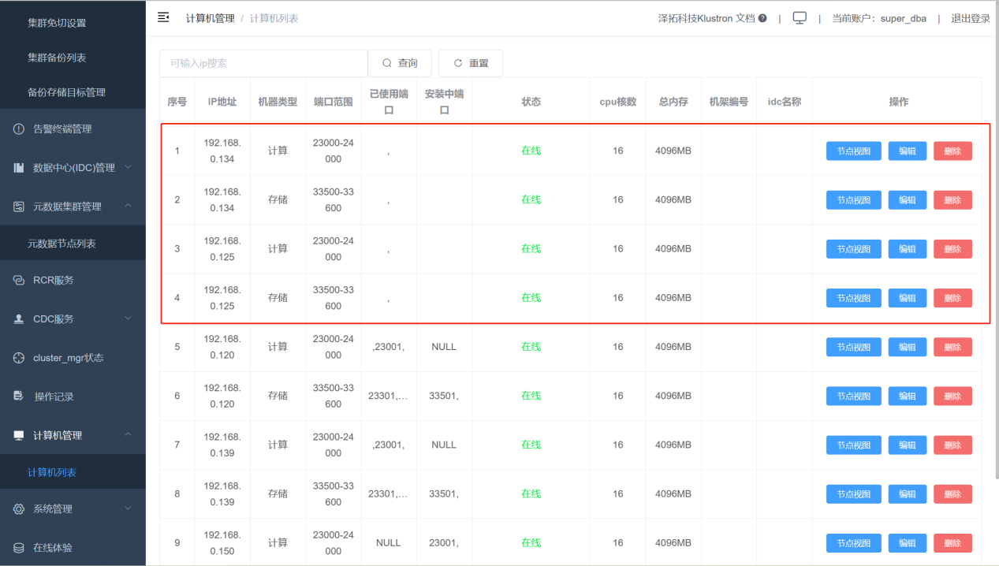 集群免切设置
集群备份列表
备份存储目标管理
告警终端管理
数据中心(IDC)管理
元数据集群管理
元数据节点列表
RCR服务
CDC服务
cluster_mgr状态
操作记录
计算机管理
计算机列表
系统管理
在线体验
计算机管理 / 计算机列表
泽拓科技Klustron 文档 | | 当前账户：super_dba | 退出登录
可输入ip搜索 查询 重置
序号 IP地址 机器类型 端口范围 已使用端口 安装中端口 状态 cpu核数 总内存 机架编号 idc名称 操作
1 192.168.0.134 计算 23000-24000 , 在线 16 4096MB 节点视图 编辑 删除
2 192.168.0.134 存储 33500-33600 , 在线 16 4096MB 节点视图 编辑 删除
3 192.168.0.125 计算 23000-24000 , 在线 16 4096MB 节点视图 编辑 删除
4 192.168.0.125 存储 33500-33600 , 在线 16 4096MB 节点视图 编辑 删除
5 192.168.0.120 计算 23000-24000 ,23001, NULL 在线 16 4096MB 节点视图 编辑 删除
6 192.168.0.120 存储 33500-33600 23301,... 33501, 在线 16 4096MB 节点视图 编辑 删除
7 192.168.0.139 计算 23000-24000 ,23001, NULL 在线 16 4096MB 节点视图 编辑 删除
8 192.168.0.139 存储 33500-33600 23301,... 33501, 在线 16 4096MB 节点视图 编辑 删除
9 192.168.0.150 计算 23000-24000 NULL 23001, 在线 16 4096MB 节点视图 编辑 删除